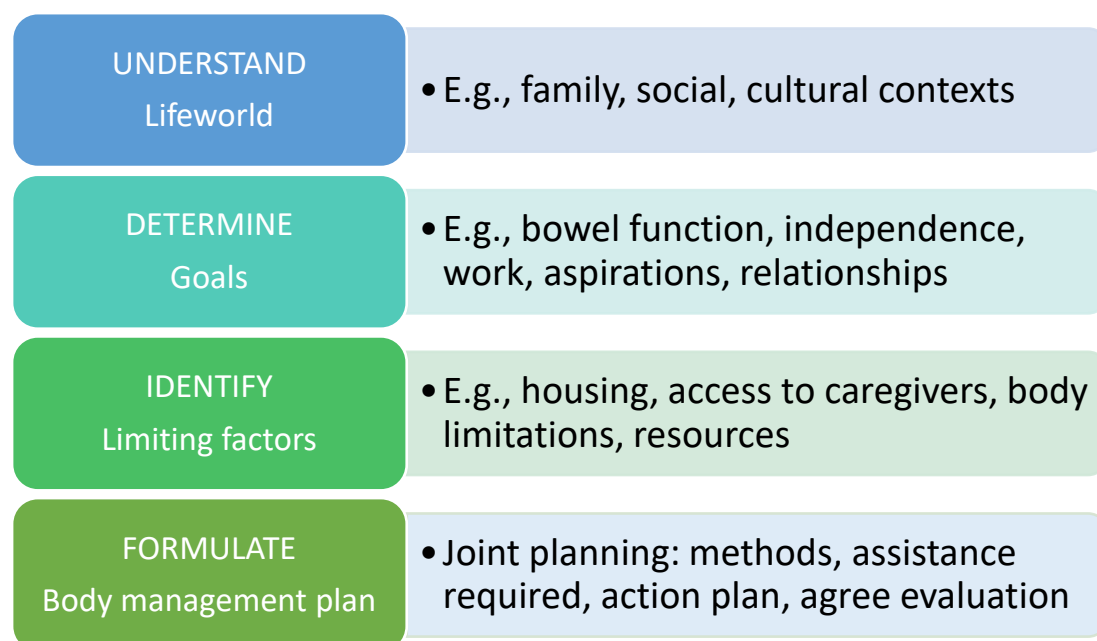 UNDERSTAND
Lifeworld
• E.g., family, social, cultural contexts
DETERMINE
Goals
• E.g., bowel function, independence,
work, aspirations, relationships
IDENTIFY
Limiting factors
• E.g., housing, access to caregivers, body
limitations, resources
FORMULATE
Body management plan
• Joint planning: methods, assistance
required, action plan, agree evaluation